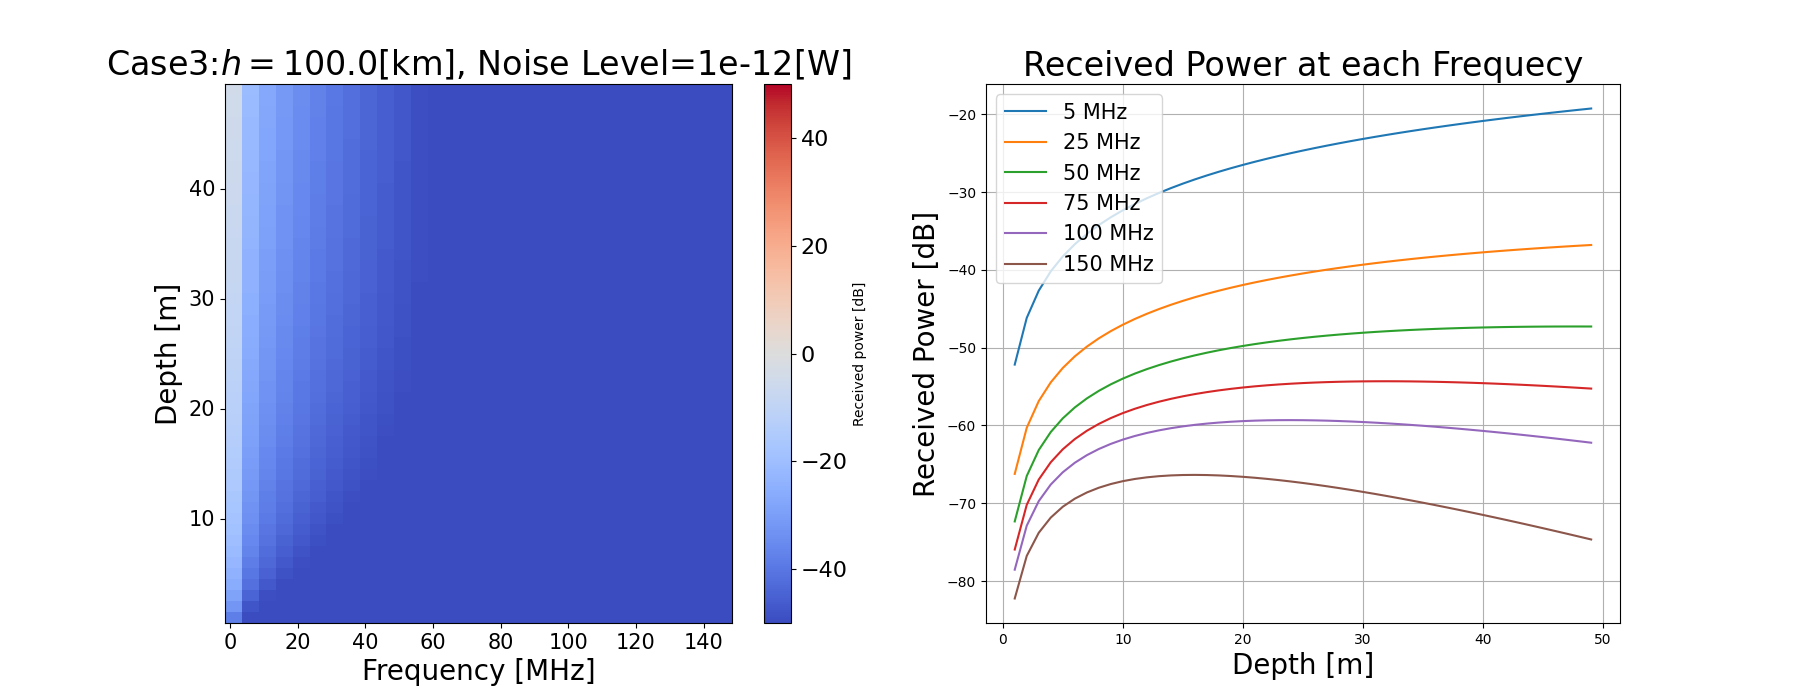 Case3:h = 100.0[km], Noise Level=1e-12[W]
40
30
20
10
Depth [m]
0 20 40 60 80 100 120 140
Frequency [MHz]
40
20
0
−20
−40
Received power [dB]
Received Power at each Frequecy
5 MHz
25 MHz
50 MHz
75 MHz
100 MHz
150 MHz
−20
−30
−40
−50
−60
−70
−80
Received Power [dB]
0 10 20 30 40 50
Depth [m]